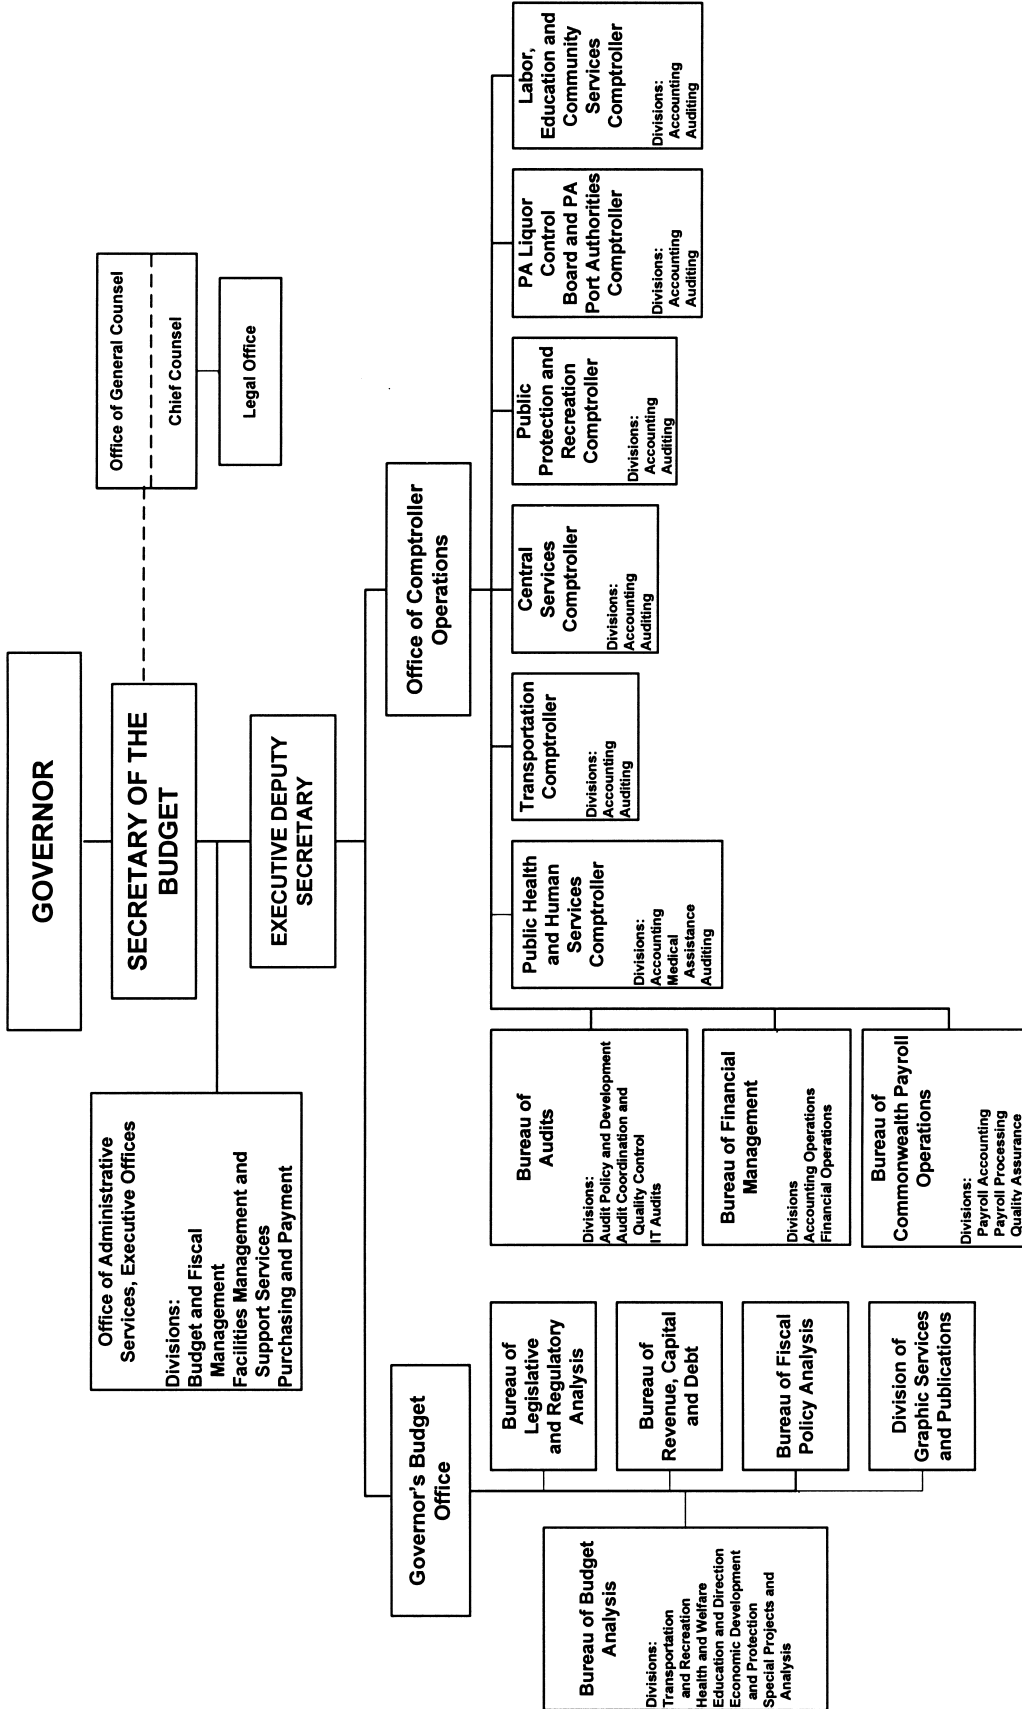 GOVERNOR
SECRETARY OF THE
BUDGET
Office of General Counsel
Chief Counsel
Legal Office
Office of Administrative
Services, Executive Offices
Divisions:
Budget and Fiscal
Management
Facilities Management and
Support Services
Purchasing and Payment
EXECUTIVE DEPUTY
SECRETARY
Governor's Budget
Office
Office of Comptroller
Operations
Bureau of Budget
Analysis
Divisions:
Transportation
and Recreation
Health and Welfare
Education and Direction
Economic Development
and Protection
Special Projects and
Analysis
Bureau of
Legislative
and Regulatory
Analysis
Bureau of
Revenue, Capital
and Debt
Bureau of Fiscal
Policy Analysis
Division of
Graphic Services
and Publications
Bureau of
Audits
Divisions:
Audit Policy and Development
Audit Coordination and
Quality Control
IT Audits
Bureau of Financial
Management
Divisions
Accounting Operations
Financial Operations
Bureau of
Commonwealth Payroll
Operations
Divisions:
Payroll Accounting
Payroll Processing
Quality Assurance
Public Health
and Human
Services
Comptroller
Divisions:
Accounting
Medical
Assistance
Auditing
Transportation
Comptroller
Divisions:
Accounting
Auditing
Central
Services
Comptroller
Divisions:
Accounting
Auditing
Public
Protection and
Recreation
Comptroller
Divisions:
Accounting
Auditing
PA Liquor
Control
Board and PA
Port Authorities
Comptroller
Divisions:
Accounting
Auditing
Labor,
Education and
Community
Services
Comptroller
Divisions:
Accounting
Auditing